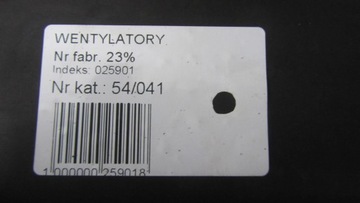 WENTYLATORY
Nr fabr. 23%
Indeks: 025901
Nr kat.: 54/041
1 000000 259018